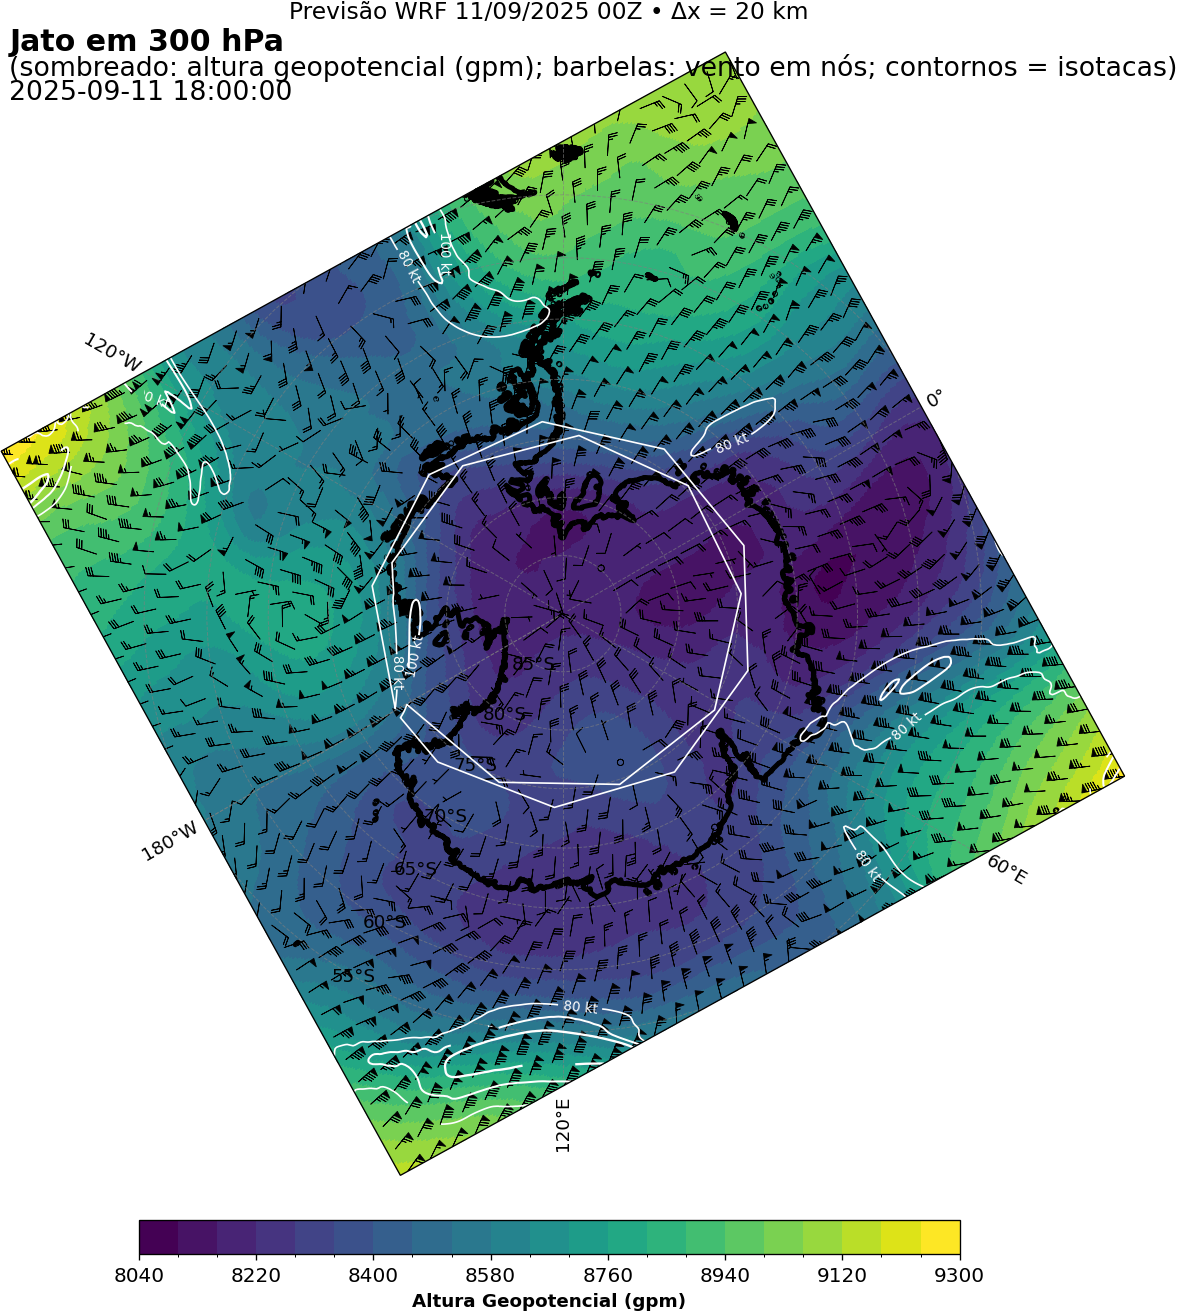 Previsão WRF 11/09/2025 00Z • Δx = 20 km
Jato em 300 hPa
(sombreado: altura geopotencial (gpm); barbelas: vento em nós; contornos = isotacas)
2025-09-11 18:00:00
80 kt
100 kt
120°W
0°
80 kt
80 kt
100 kt
85°S
80°S
75°S
70°S
65°S
60°S
55°S
80 kt
80 kt
180°W
60°E
80 kt
120°E
8040 8220 8400 8580 8760 8940 9120 9300
Altura Geopotencial (gpm)